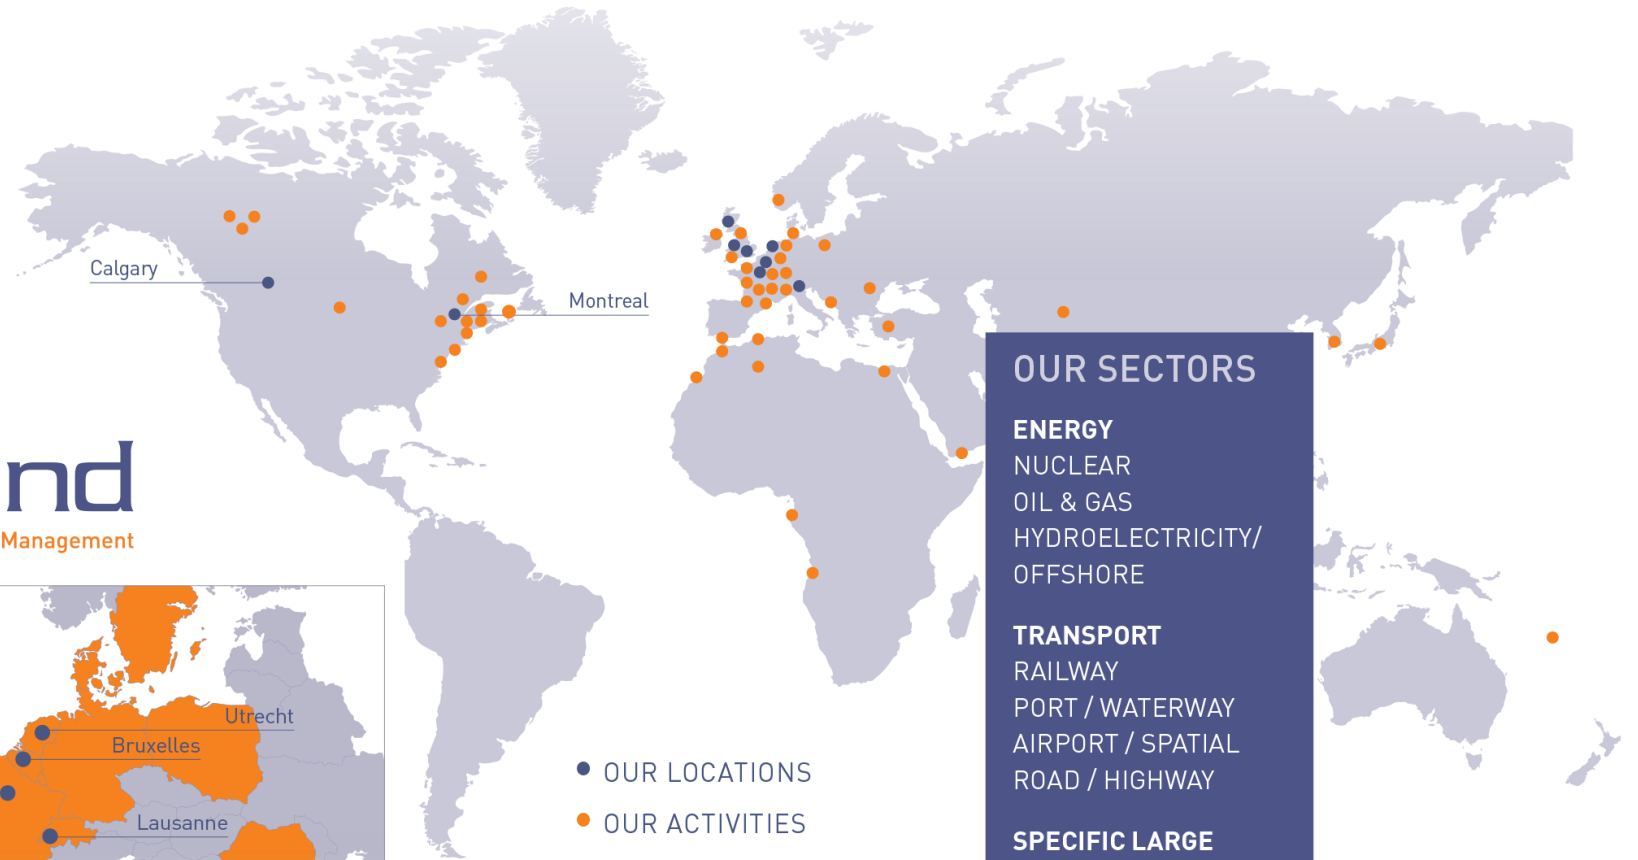 Calgary
Montreal
nd
Management
Utrecht
Bruxelles
Lausanne
OUR LOCATIONS
OUR ACTIVITIES
OUR SECTORS
ENERGY
NUCLEAR
OIL & GAS
HYDROELECTRICITY/
OFFSHORE
TRANSPORT
RAILWAY
PORT / WATERWAY
AIRPORT / SPATIAL
ROAD / HIGHWAY
SPECIFIC LARGE